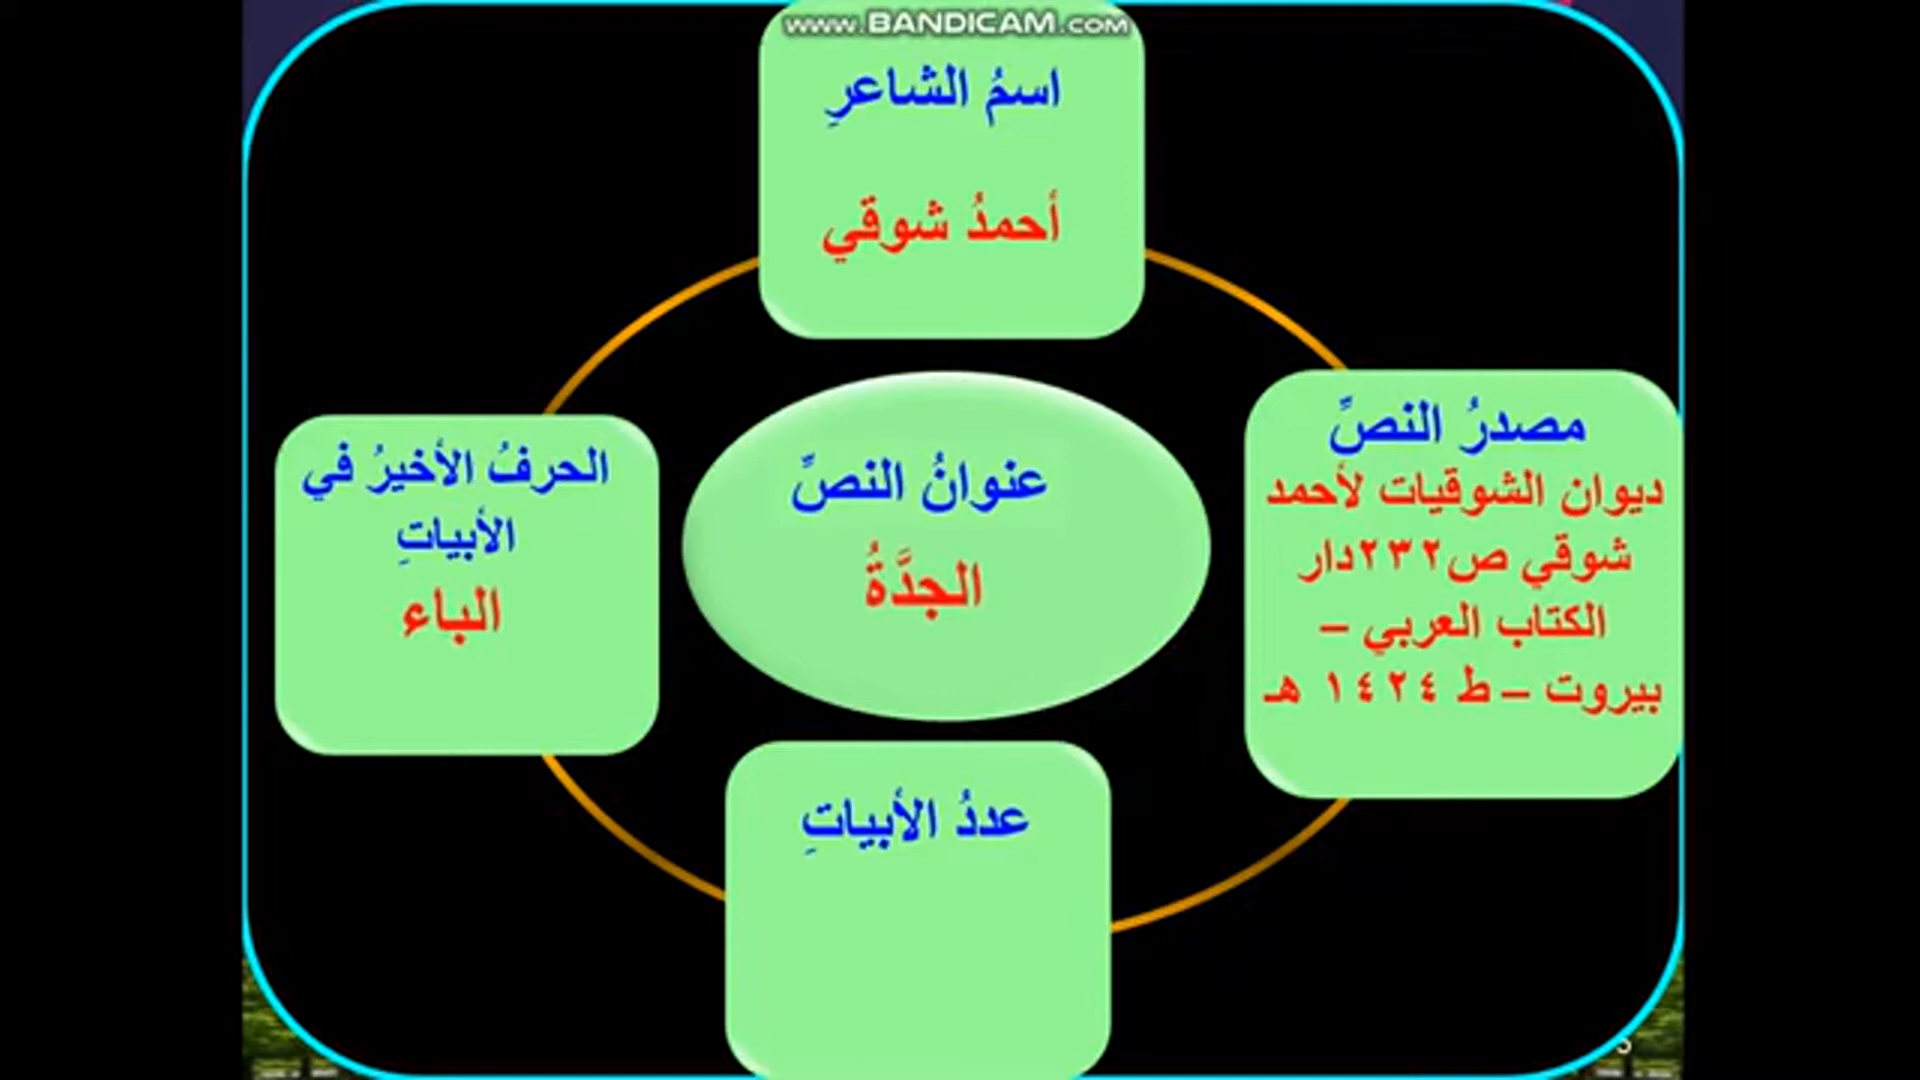 www.BANDICAM.com
اسمُ الشاعرِ
أحمدُ شوقي
مصدرُ النصِّ
ديوان الشوقيات لأحمد
شوقي ص٢٣٢دار
الكتاب العربي –
بيروت – ط ١٤٢٤ هـ
عنوانُ النصِّ
الجدَّةُ
الحرفُ الأخيرُ في
الأبياتِ
الباء
عددُ الأبياتِ
5